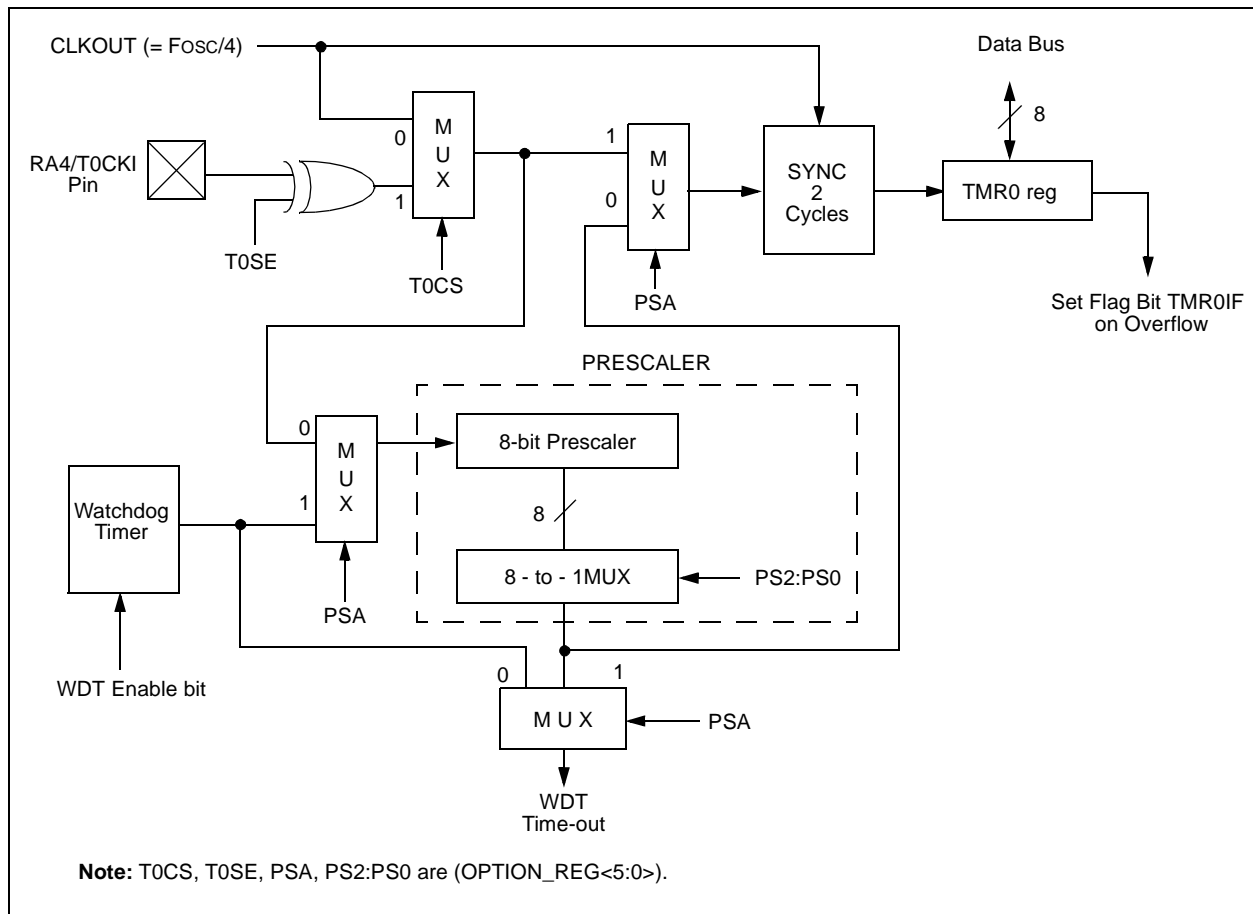 CLKOUT (= FOSC/4)
Data Bus
8
RA4/T0CKI
Pin
T0SE
0
1
M
U
X
T0CS
1
0
M
U
X
PSA
SYNC
2
Cycles
TMR0 reg
Set Flag Bit TMR0IF
on Overflow
PRESCALER
0
1
M
U
X
PSA
8-bit Prescaler
8
8 - to - 1MUX
PS2:PS0
Watchdog
Timer
WDT Enable bit
0
1
M U X
PSA
WDT
Time-out
Note: T0CS, T0SE, PSA, PS2:PS0 are (OPTION_REG<5:0>).